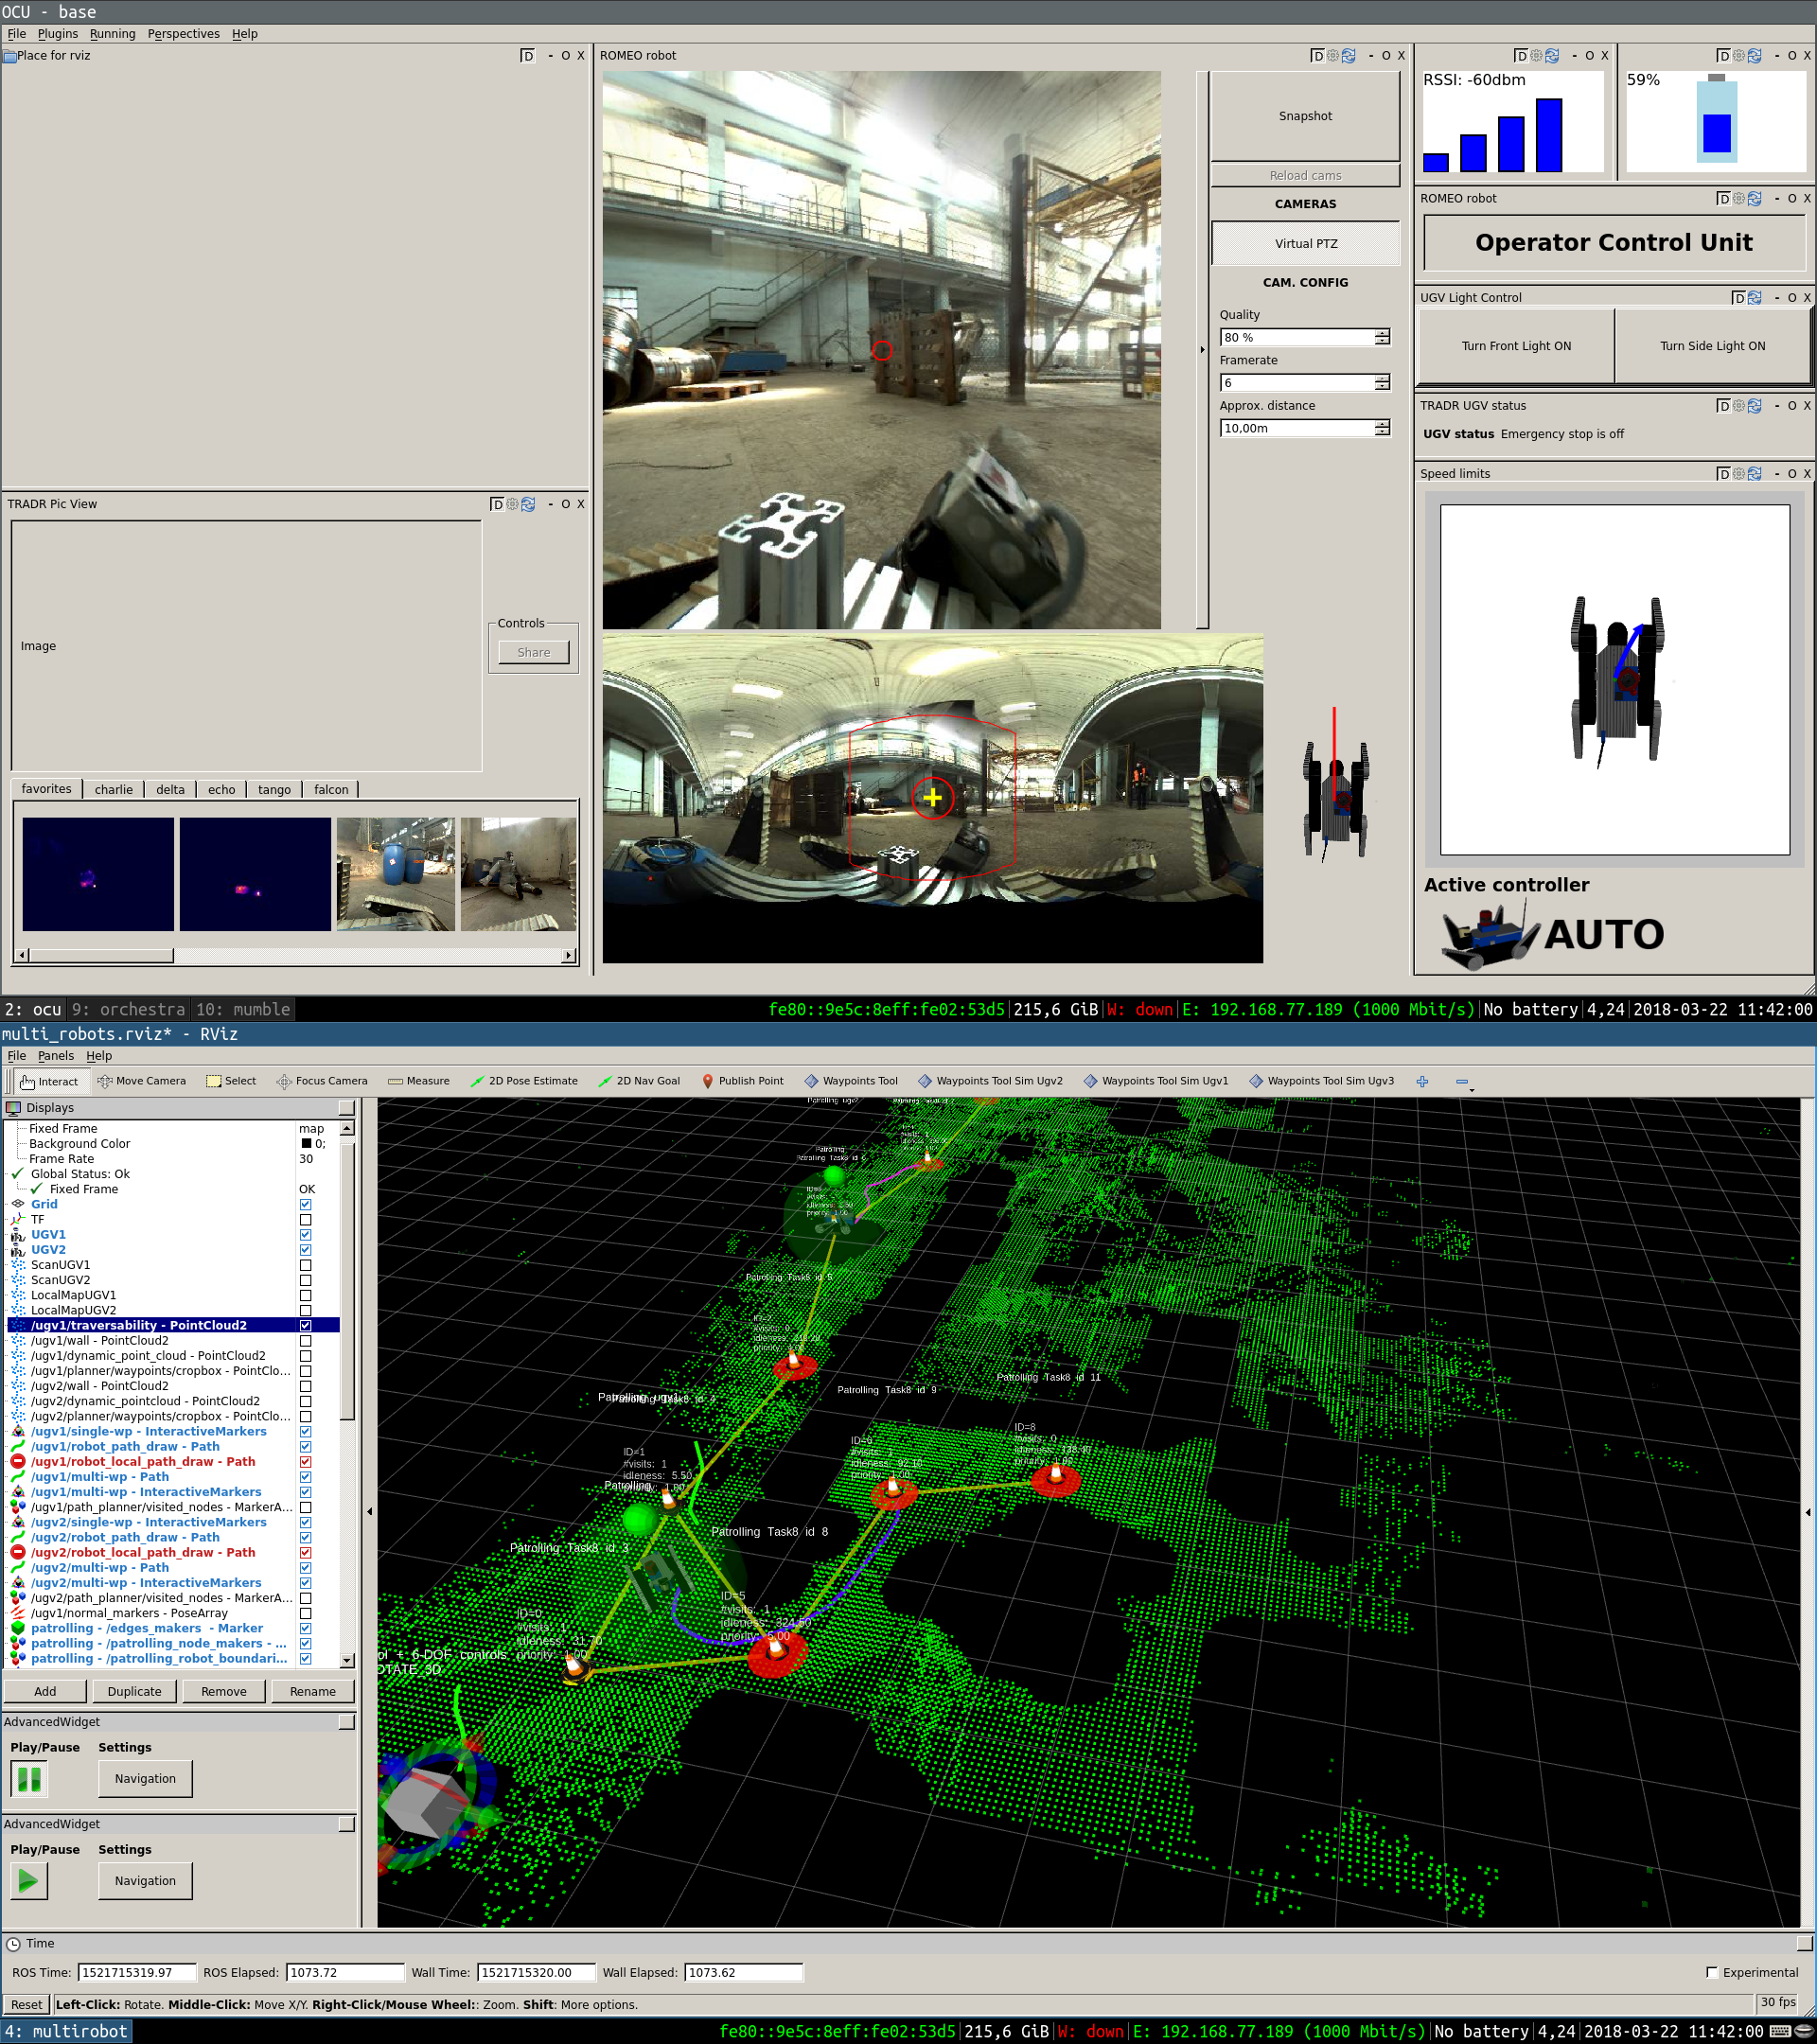 OCU - base
File Plugins Running Perspectives Help
Place for rviz
D - O X
ROMEO robot
D - O X
Snapshot
Reload cams
CAMERAS
Virtual PTZ
CAM. CONFIG
Quality
80 %
Framerate
6
Approx. distance
10,00m
D - O X
RSSI: -60dbm
D - O X
59%
ROMEO robot
D - O X
Operator Control Unit
UGV Light Control
D - O X
Turn Front Light ON
Turn Side Light ON
TRADR UGV status
D - O X
UGV status Emergency stop is off
Speed limits
D - O X
Active controller
AUTO
TRADR Pic View
D - O X
Image
Controls
Share
favorites charlie delta echo tango falcon
2: ocu 9: orchestra 10: mumble
fe80::9e5c:8eff:fe02:53d5|215,6 GiB|W: down|E: 192.168.77.189 (1000 Mbit/s)|No battery|4,24|2018-03-22 11:42:00
multi_robots.rviz* - RViz
File Panels Help
Interact Move Camera Select Focus Camera Measure 2D Pose Estimate 2D Nav Goal Publish Point Waypoints Tool Waypoints Tool Sim Ugv2 Waypoints Tool Sim Ugv1 Waypoints Tool Sim Ugv3
Displays
Fixed Frame map
Background Color 0;
Frame Rate 30
Global Status: Ok
Fixed Frame OK
Grid
TF
UGV1
UGV2
ScanUGV1
ScanUGV2
LocalMapUGV1
LocalMapUGV2
/ugv1/traversability - PointCloud2
/ugv1/wall - PointCloud2
/ugv1/dynamic_point_cloud - PointCloud2
/ugv1/planner/waypoints/cropbox - PointClo...
/ugv2/wall - PointCloud2
/ugv2/dynamic_pointcloud - PointCloud2
/ugv2/planner/waypoints/cropbox - PointClo...
/ugv1/single-wp - InteractiveMarkers
/ugv1/robot_path_draw - Path
/ugv1/robot_local_path_draw - Path
/ugv1/multi-wp - Path
/ugv1/multi-wp - InteractiveMarkers
/ugv1/path_planner/visited_nodes - MarkerA...
/ugv2/single-wp - InteractiveMarkers
/ugv2/robot_path_draw - Path
/ugv2/robot_local_path_draw - Path
/ugv2/multi-wp - Path
/ugv2/multi-wp - InteractiveMarkers
/ugv2/path_planner/visited_nodes - MarkerA...
/ugv1/normal_markers - PoseArray
patrolling - /edges_makers - Marker
patrolling - /patrolling_node_makers - ...
patrolling - /patrolling_robot_boundari...
Add Duplicate Remove Rename
AdvancedWidget
Play/Pause Settings
Navigation
AdvancedWidget
Play/Pause Settings
Navigation
Patrolling ugv2
Patrolling
Patrolling Task8 id
Patrolling Task8 id
Patrolling Task8 id 11
Patrolling Task8 id 9
ID=8
#visits: 0
idleness: 138.40
ID=1
#visits: 1
idleness: 5.50
Patrolling
Patrolling Task8 id 8
Patrolling Task8 id 3
ID=5
#visits: 1
idleness: 324.50
priority: 5.00
ID=0
#visits: 1
idleness: 31.70
+ 6-DOF controls
Time
ROS Time: 1521715319.97 ROS Elapsed: 1073.72 Wall Time: 1521715320.00 Wall Elapsed: 1073.62 Experimental
Reset Left-Click: Rotate. Middle-Click: Move X/Y. Right-Click/Mouse Wheel:: Zoom. Shift: More options. 30 fps
4: multirobot
fe80::9e5c:8eff:fe02:53d5|215,6 GiB|W: down|E: 192.168.77.189 (1000 Mbit/s)|No battery|4,24|2018-03-22 11:42:00